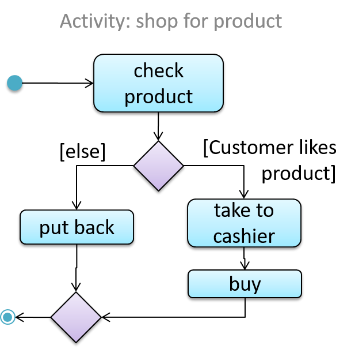 Activity: shop for product
check
product
[else]
[Customer likes
product]
put back
take to
cashier
buy